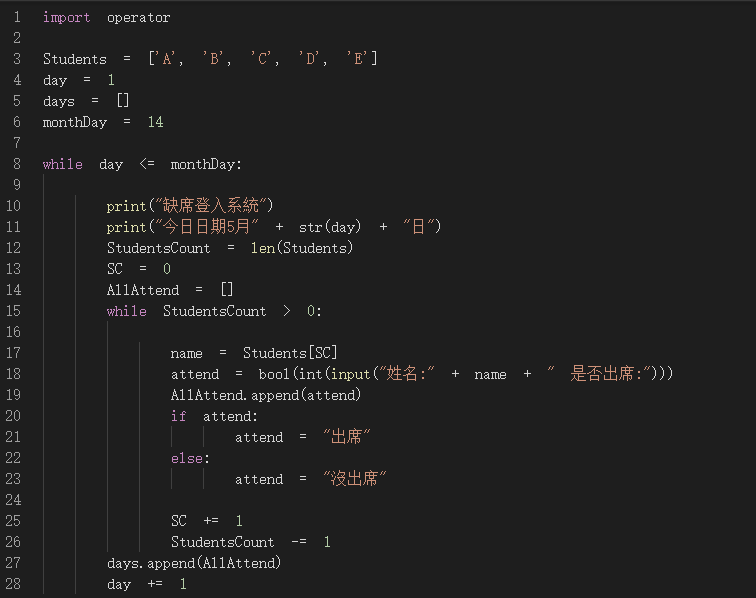 1 import operator
2
3 Students = ['A', 'B', 'C', 'D', 'E']
4 day = 1
5 days = []
6 monthDay = 14
7
8 while day <= monthDay:
9
10 print("缺席登入系統")
11 print("今日日期5月" + str(day) + "日")
12 StudentsCount = len(Students)
13 SC = 0
14 AllAttend = []
15 while StudentsCount > 0:
16
17 name = Students[SC]
18 attend = bool(int(input("姓名:" + name + " 是否出席:")))
19 AllAttend.append(attend)
20 if attend:
21 attend = "出席"
22 else:
23 attend = "沒出席"
24
25 SC += 1
26 StudentsCount -= 1
27 days.append(AllAttend)
28 day += 1